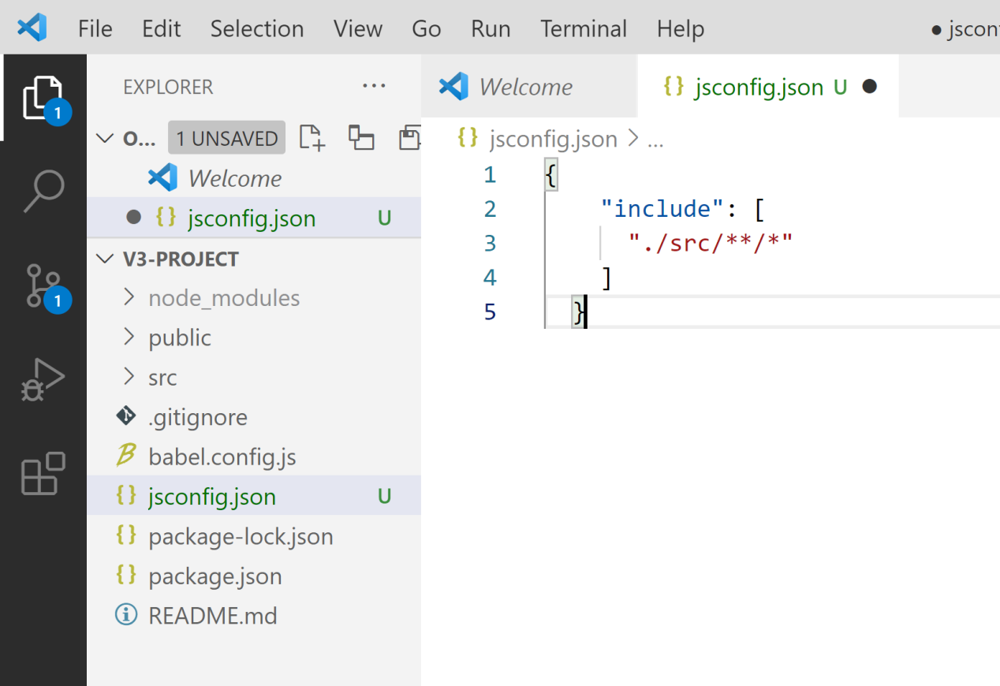 File Edit Selection View Go Run Terminal Help ● jscon
EXPLORER ...
O... 1 UNSAVED
Welcome
{} jsconfig.json U
V3-PROJECT
node_modules
public
src
.gitignore
babel.config.js
{} jsconfig.json U
{} package-lock.json
{} package.json
README.md
1
1
Welcome
{} jsconfig.json U ●
{} jsconfig.json > ...
1 {
2 "include": [
3 "./src/**/*"
4 ]
5 }